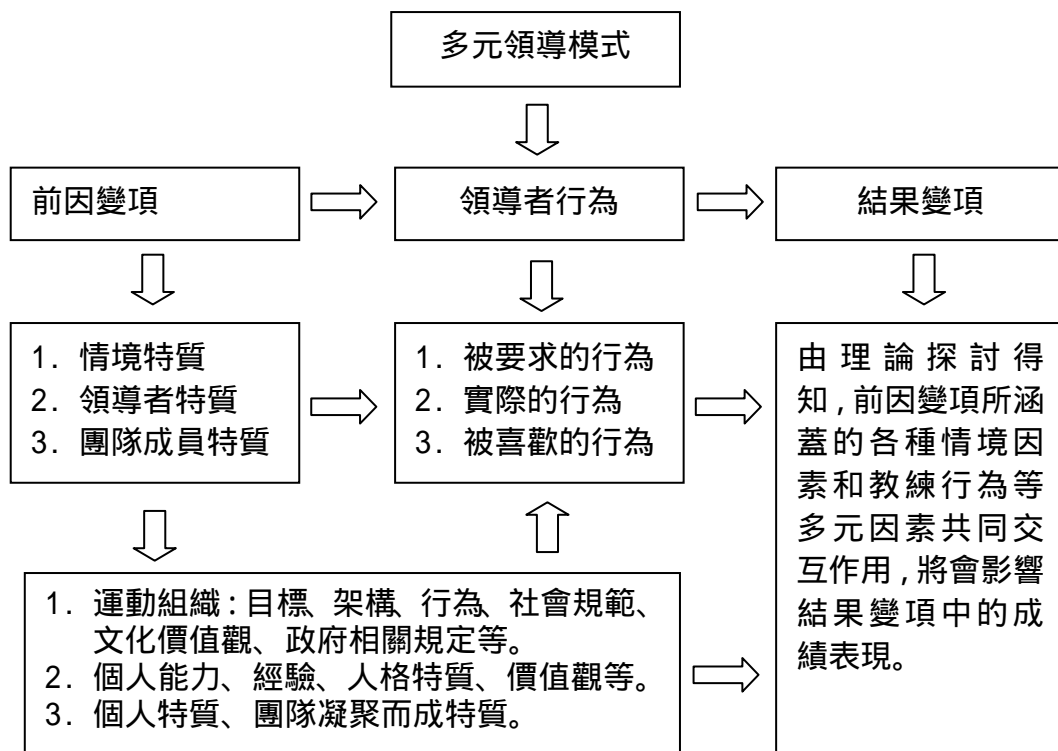 多元領導模式
前因變項
領導者行為
結果變項
1. 情境特質
2. 領導者特質
3. 團隊成員特質
1. 被要求的行為
2. 實際的行為
3. 被喜歡的行為
由理論探討得
知,前因變項所涵
蓋的各種情境因
素和教練行為等
多元因素共同交
互作用,將會影響
結果變項中的成
績表現。
1. 運動組織:目標、架構、行為、社會規範、
文化價值觀、政府相關規定等。
2. 個人能力、經驗、人格特質、價值觀等。
3. 個人特質、團隊凝聚而成特質。